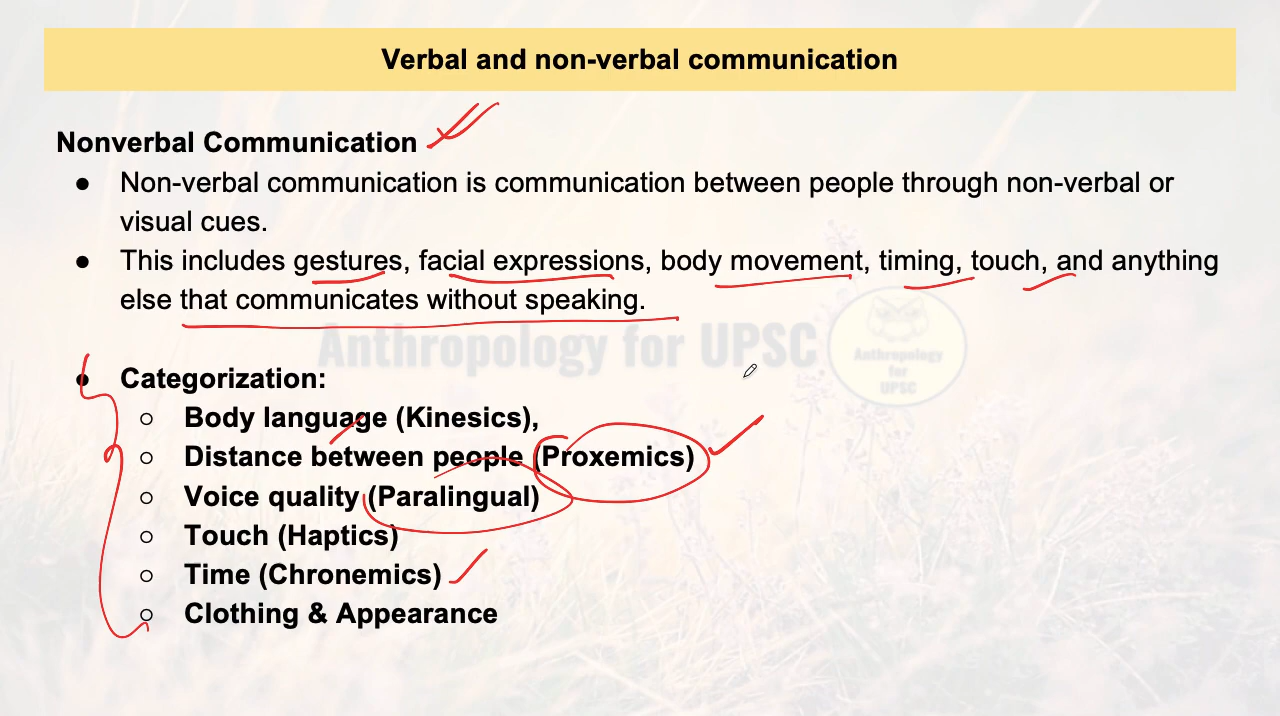 Verbal and non-verbal communication
Nonverbal Communication
● Non-verbal communication is communication between people through non-verbal or
visual cues.
● This includes gestures, facial expressions, body movement, timing, touch, and anything
else that communicates without speaking.
Anthropology for UPSC
Anthropology
for
UPSC
● Categorization:
○ Body language (Kinesics),
○ Distance between people (Proxemics)
○ Voice quality (Paralingual)
○ Touch (Haptics)
○ Time (Chronemics)
○ Clothing & Appearance